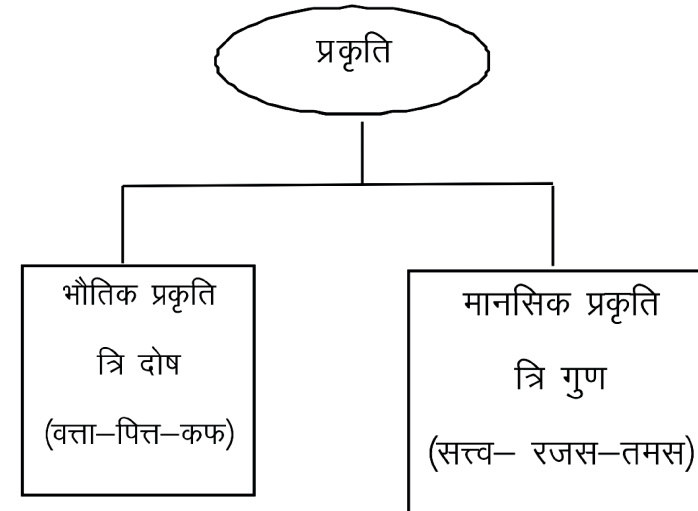 प्रकृति
भौतिक प्रकृति
त्रि दोष
(वत्ता–पित्त–कफ)
मानसिक प्रकृति
त्रि गुण
(सत्त्व– रजस–तमस)